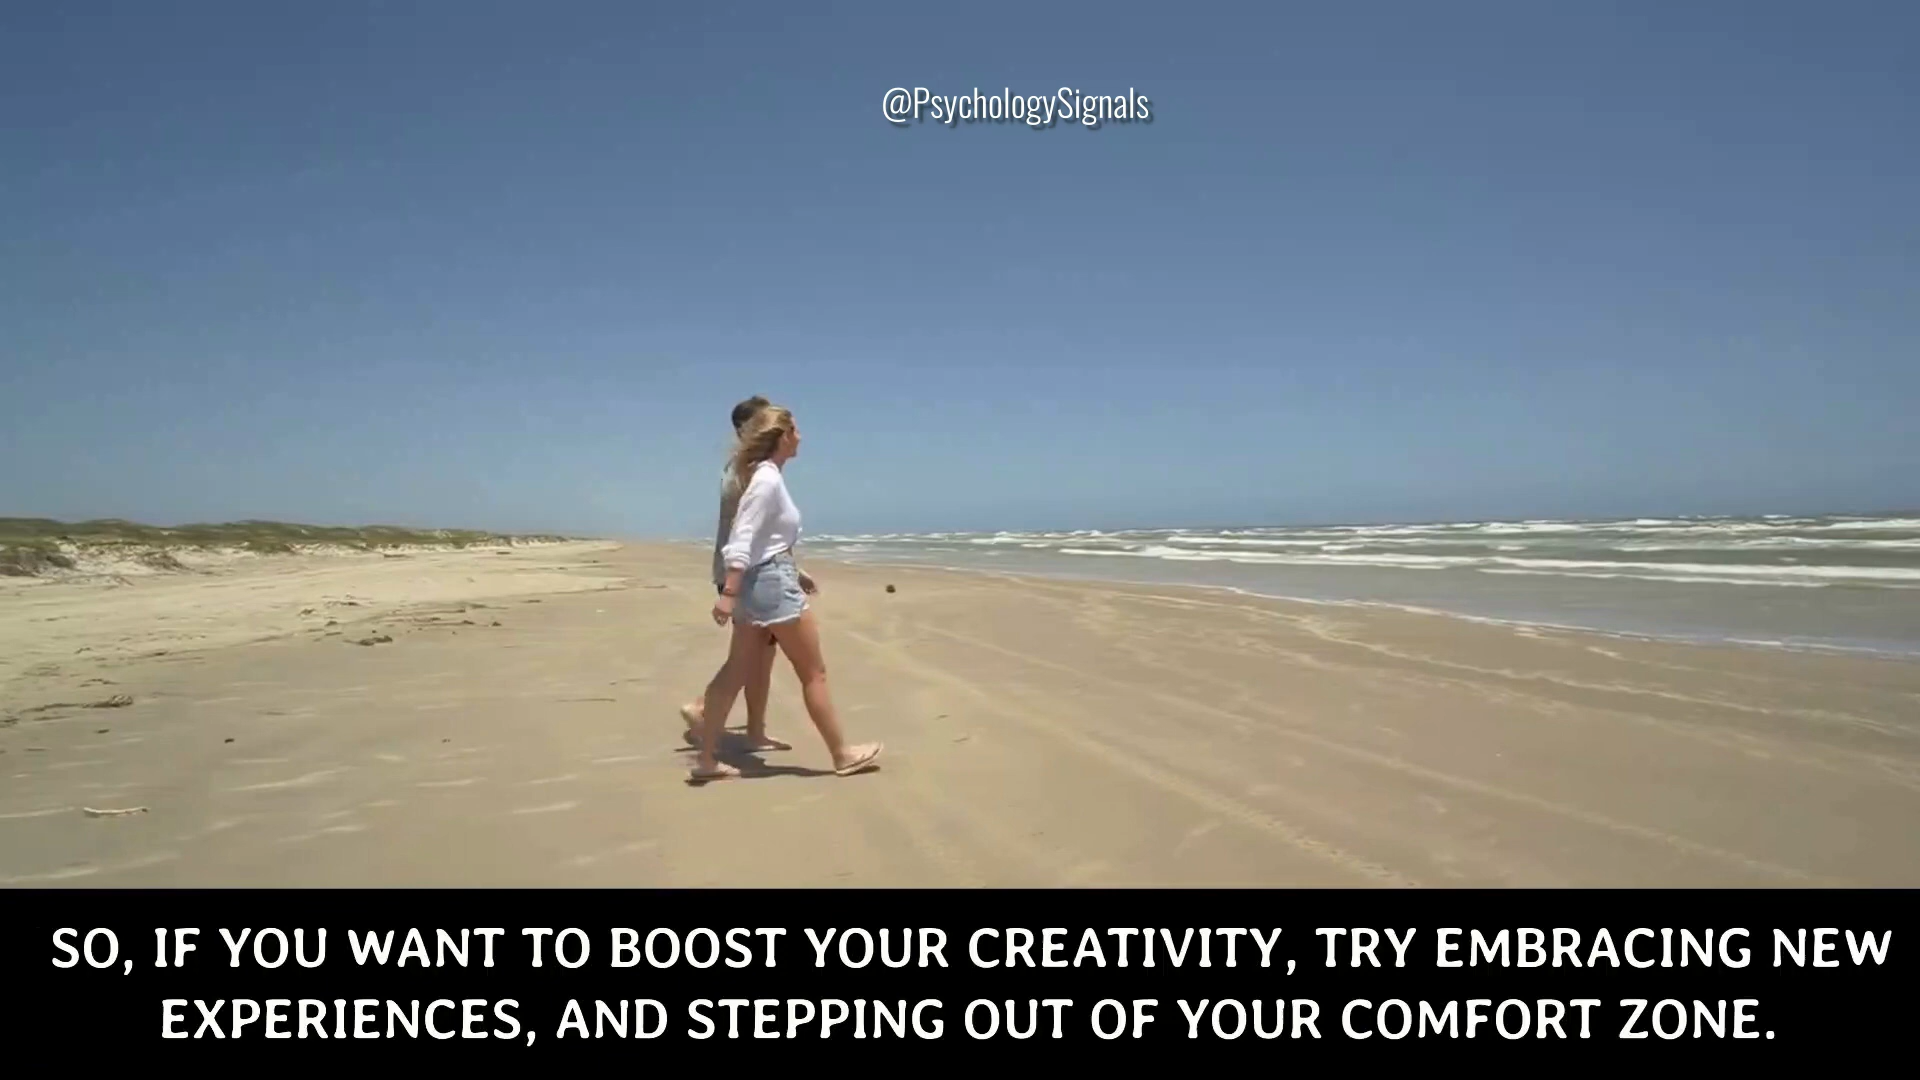 @PsychologySignals
SO, IF YOU WANT TO BOOST YOUR CREATIVITY, TRY EMBRACING NEW
EXPERIENCES, AND STEPPING OUT OF YOUR COMFORT ZONE.